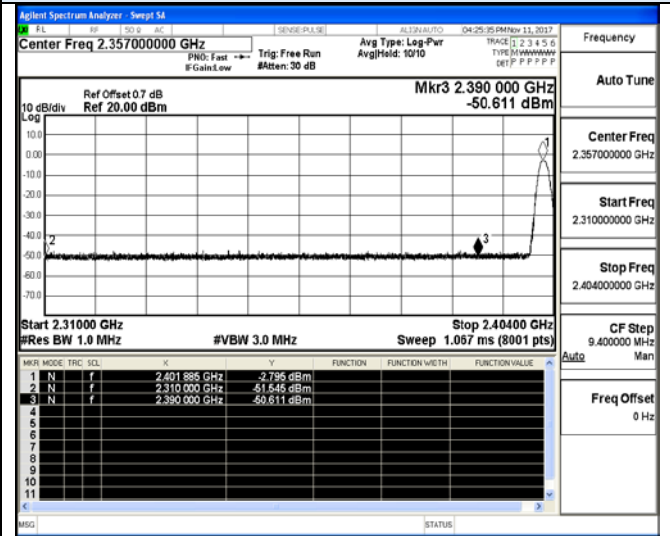 Agilent Spectrum Analyzer - Swept SA
RL RF 50 Ω AC SENSE:PULSE ALIGNAUTO 04:25:35 PM Nov 11, 2017
Center Freq 2.357000000 GHz
PNO: Fast Trig: Free Run
IFGain:Low #Atten: 30 dB
Avg Type: Log-Pwr
Avg|Hold: 10/10
TRACE 1 2 3 4 5 6
TYPE M W W W W W
DET P P P P P P
Ref Offset 0.7 dB
10 dB/div Ref 20.00 dBm
Log
Mkr3 2.390 000 GHz
-50.611 dBm
10.0
0.00
-10.0
-20.0
-30.0
-40.0
-50.0
-60.0
-70.0
1
2
3
Start 2.31000 GHz Stop 2.40400 GHz
#Res BW 1.0 MHz #VBW 3.0 MHz Sweep 1.067 ms (8001 pts)
MKR MODE TRC SCL X Y FUNCTION FUNCTION WIDTH FUNCTION VALUE
1 N f 2.401 885 GHz -2.795 dBm
2 N f 2.310 000 GHz -51.545 dBm
3 N f 2.390 000 GHz -50.611 dBm
4
5
6
7
8
9
10
11
MSG STATUS
Frequency
Auto Tune
Center Freq
2.357000000 GHz
Start Freq
2.310000000 GHz
Stop Freq
2.404000000 GHz
CF Step
9.400000 MHz
Auto Man
Freq Offset
0 Hz